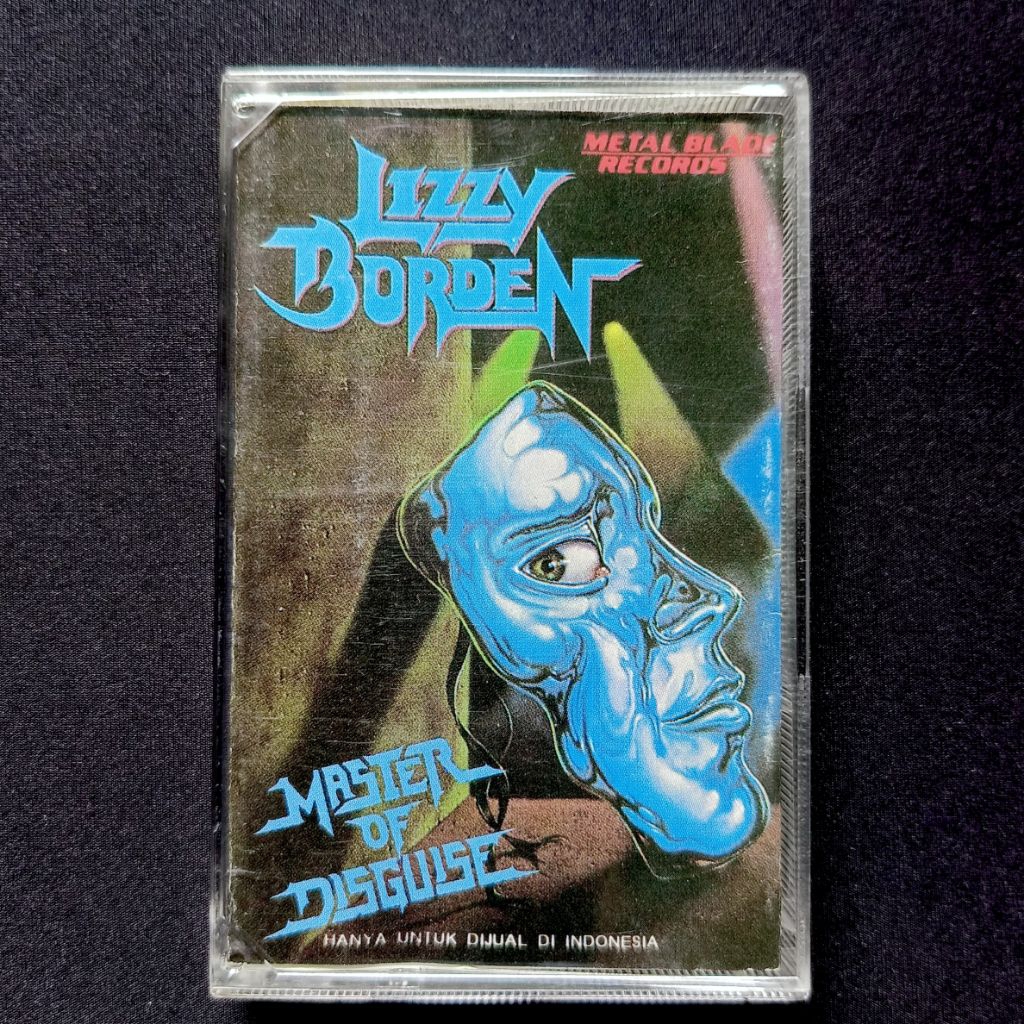 METAL BLADE
RECORDS
LIZZY
BORDEN
MASTER
OF
DISGUISE
HANYA UNTUK DIJUAL DI INDONESIA